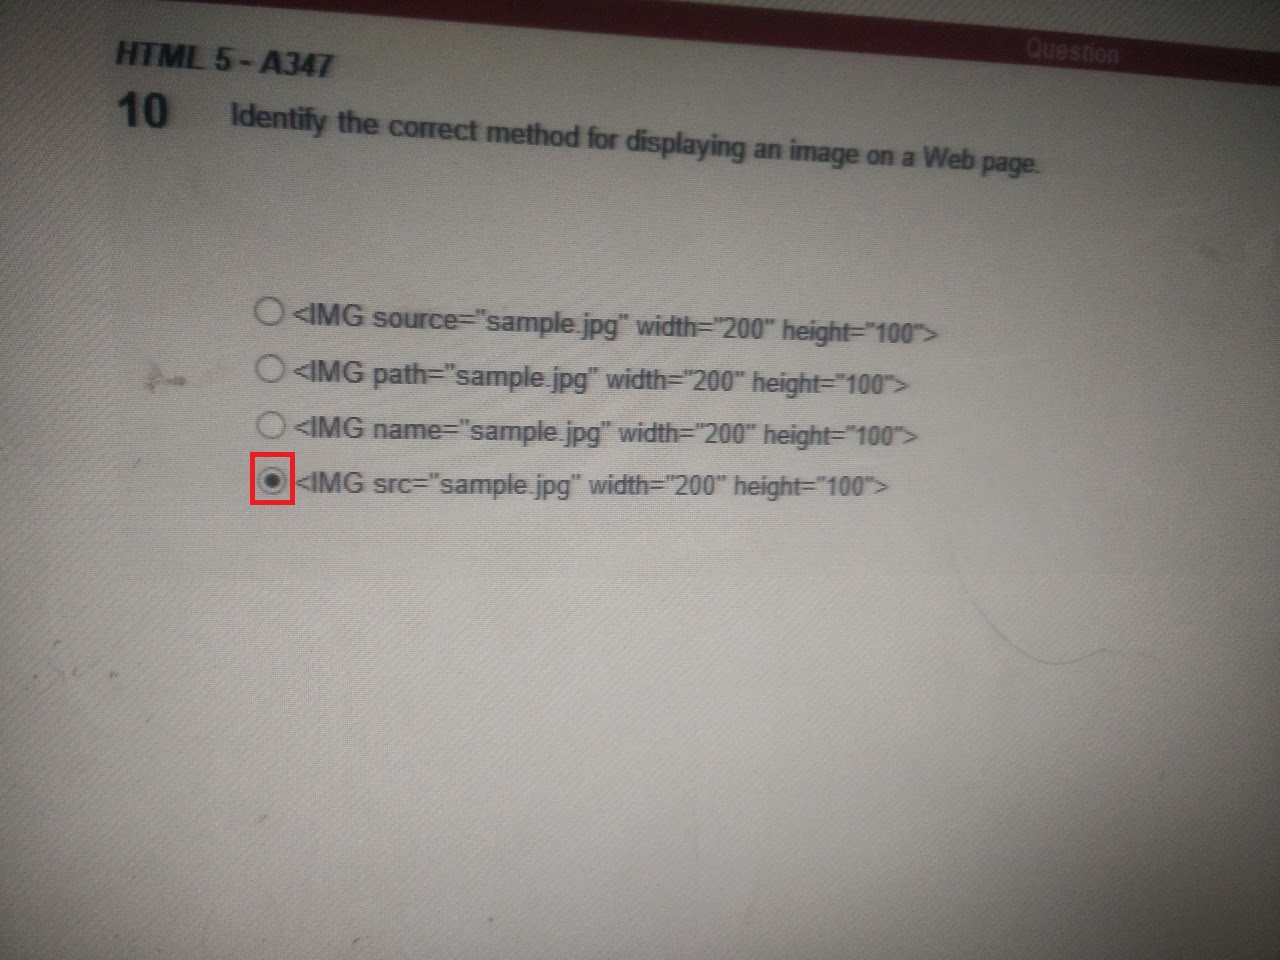 Question
HTML 5 - A347
10 Identify the correct method for displaying an image on a Web page.
<IMG source="sample.jpg" width="200" height="100">
<IMG path="sample.jpg" width="200" height="100">
<IMG name="sample.jpg" width="200" height="100">
<IMG src="sample.jpg" width="200" height="100">